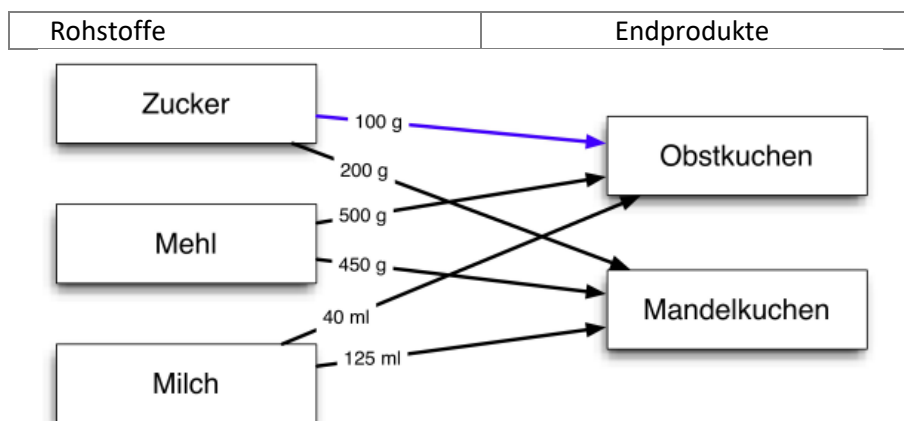 Rohstoffe Endprodukte
Zucker
100 g
200 g
Obstkuchen
500 g
Mehl
450 g
Mandelkuchen
40 ml
125 ml
Milch